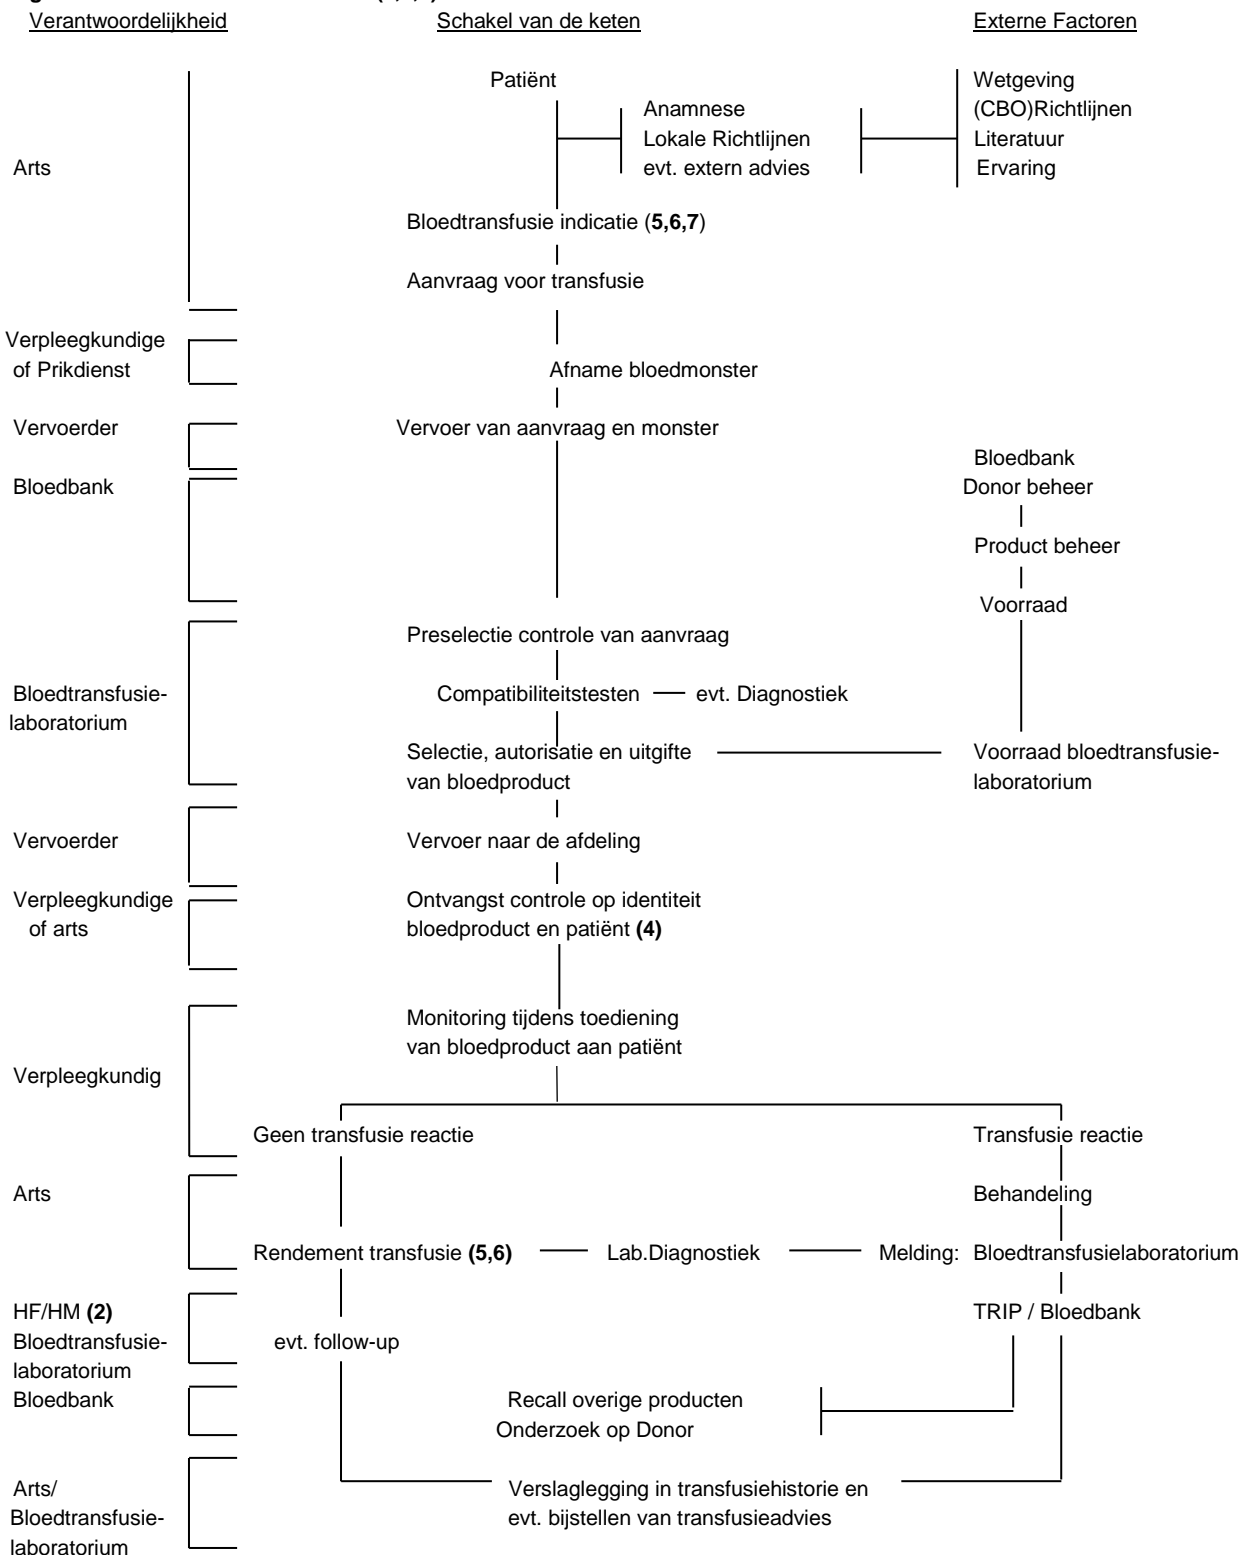 Verantwoordelijkheid Schakel van de keten Externe Factoren
Patiënt Wetgeving
Anamnese (CBO)Richtlijnen
Lokale Richtlijnen Literatuur
Arts evt. extern advies Ervaring
Bloedtransfusie indicatie (5,6,7)
Aanvraag voor transfusie
Verpleegkundige
of Prikdienst Afname bloedmonster
Vervoerder Vervoer van aanvraag en monster
Bloedbank
Bloedbank Donor beheer
Product beheer
Voorraad
Preselectie controle van aanvraag
Bloedtransfusie- Compatibiliteitstesten evt. Diagnostiek
laboratorium
Selectie, autorisatie en uitgifte Voorraad bloedtransfusie-
van bloedproduct laboratorium
Vervoerder Vervoer naar de afdeling
Verpleegkundige Ontvangst controle op identiteit
of arts bloedproduct en patiënt (4)
Monitoring tijdens toediening
van bloedproduct aan patiënt
Verpleegkundig
Geen transfusie reactie Transfusie reactie
Arts Behandeling
Rendement transfusie (5,6) Lab.Diagnostiek Melding: Bloedtransfusielaboratorium
HF/HM (2) TRIP / Bloedbank
Bloedtransfusie- evt. follow-up
laboratorium
Bloedbank Recall overige producten
Onderzoek op Donor
Arts/ Verslaglegging in transfusiehistorie en
Bloedtransfusie- evt. bijstellen van transfusieadvies
laboratorium